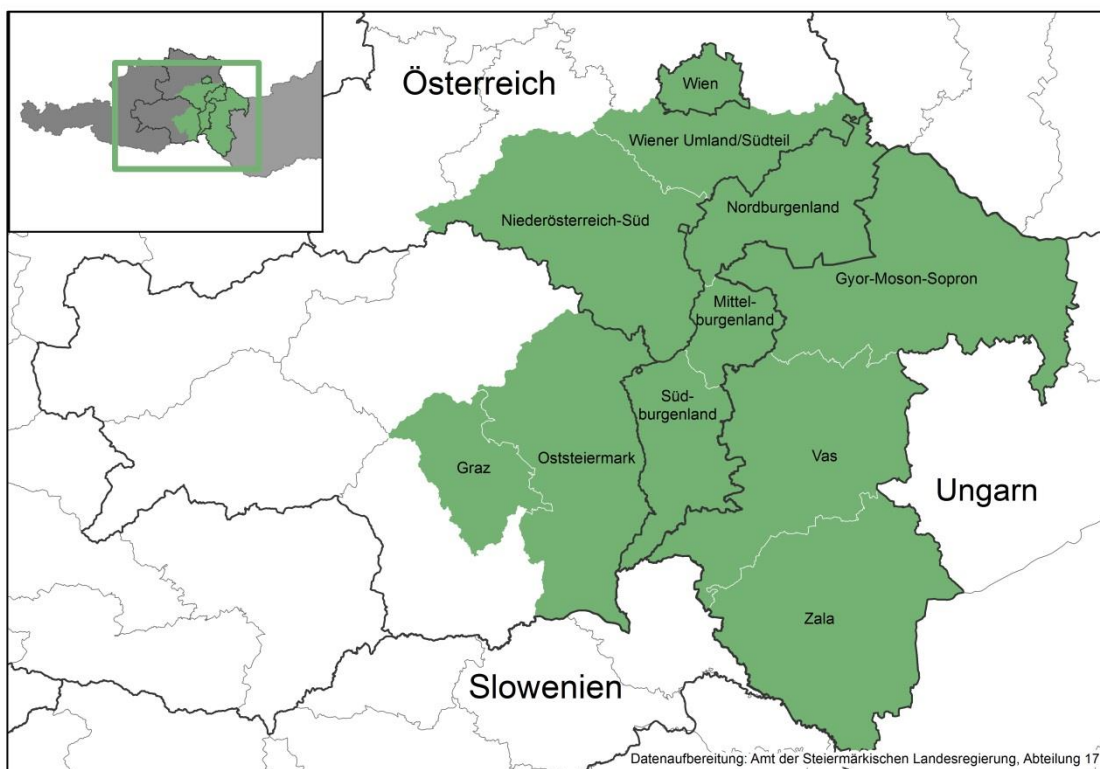 Österreich
Wien
Wiener Umland/Südteil
Niederösterreich-Süd
Nordburgenland
Gyor-Moson-Sopron
Mittel-
burgenland
Süd-
burgenland
Graz
Oststeiermark
Vas
Ungarn
Zala
Slowenien
Datenaufbereitung: Amt der Steiermärkischen Landesregierung, Abteilung 17